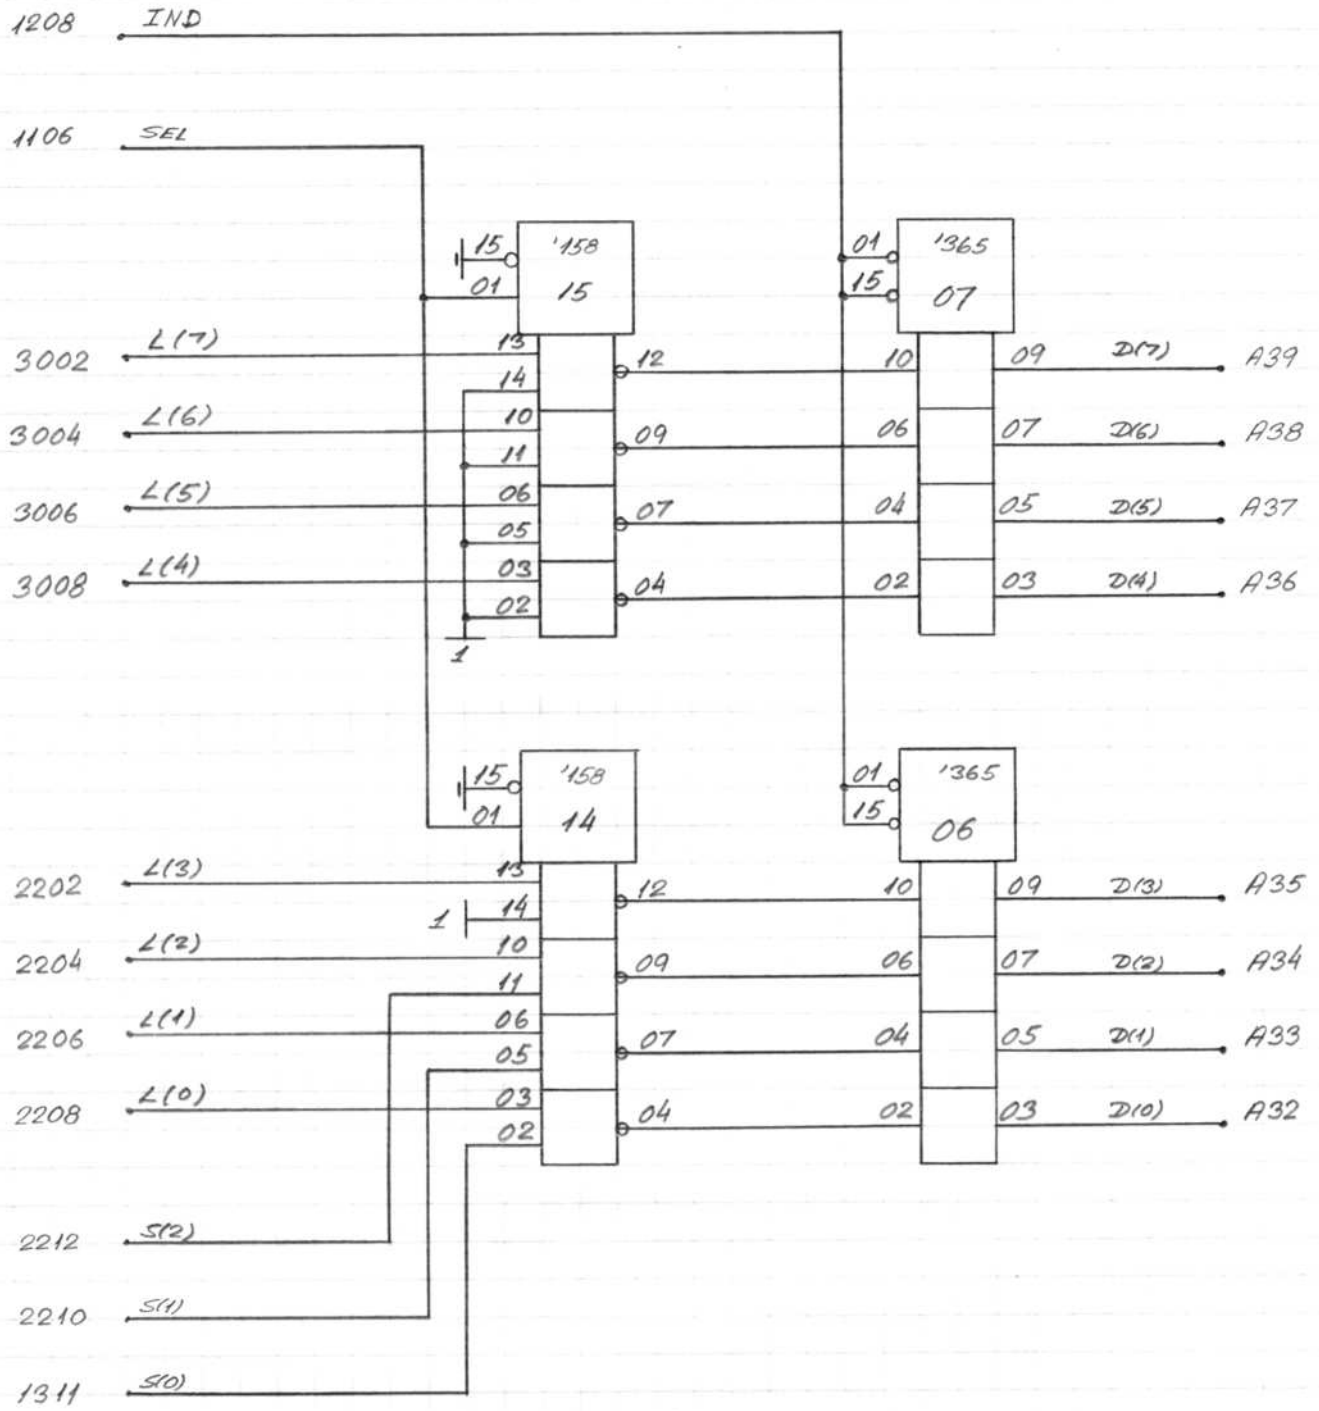 1208 IND
1106 SEL
15 '158 01 '365
01 15 15 07
3002 L(7) 13 12 10 09 D(7) A39
14
3004 L(6) 10 09 06 07 D(6) A38
11
3006 L(5) 06 07 04 05 D(5) A37
05
3008 L(4) 03 04 02 03 D(4) A36
02
1
15 '158 01 '365
01 14 15 06
2202 L(3) 13 12 10 09 D(3) A35
1 14
2204 L(2) 10 09 06 07 D(2) A34
11
2206 L(1) 06 07 04 05 D(1) A33
05
2208 L(0) 03 04 02 03 D(0) A32
02
2212 S(2)
2210 S(1)
1311 S(0)